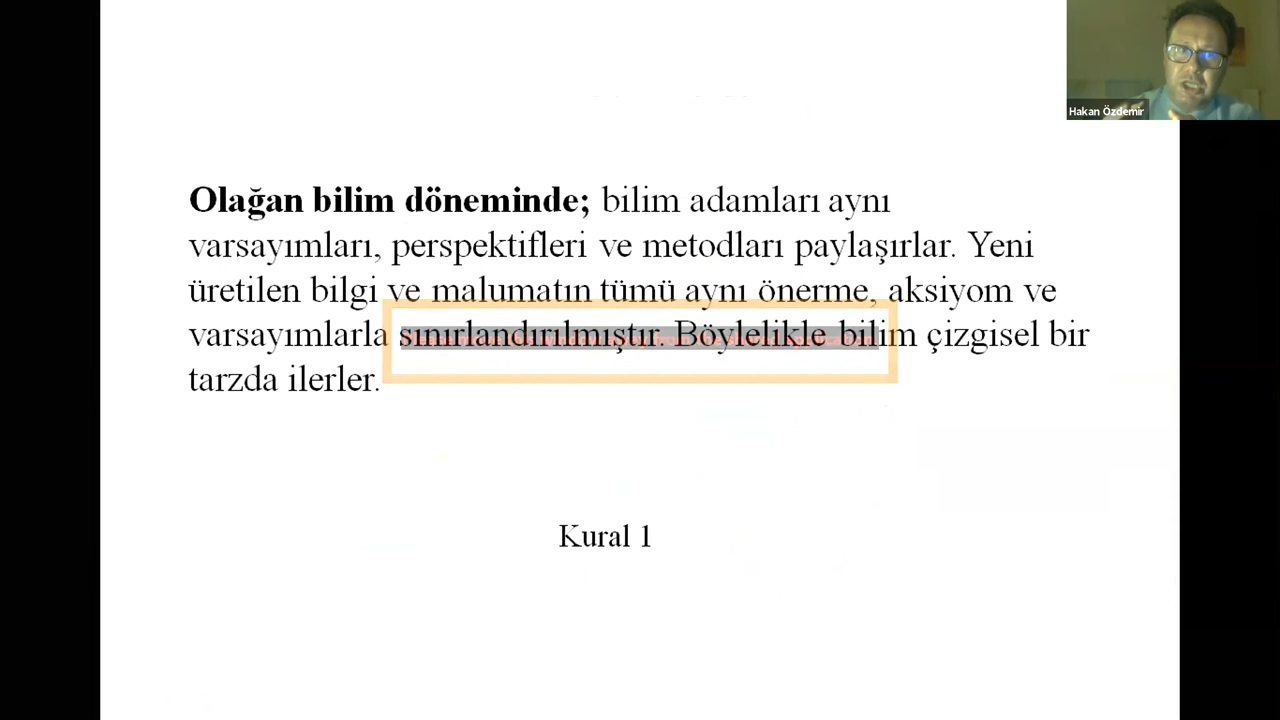 Hakan Özdemir
Olağan bilim döneminde; bilim adamları aynı
varsayımları, perspektifleri ve metodları paylaşırlar. Yeni
üretilen bilgi ve malumatın tümü aynı önerme, aksiyom ve
varsayımlarla sınırlandırılmıştır. Böylelikle bilim çizgisel bir
tarzda ilerler.
Kural 1